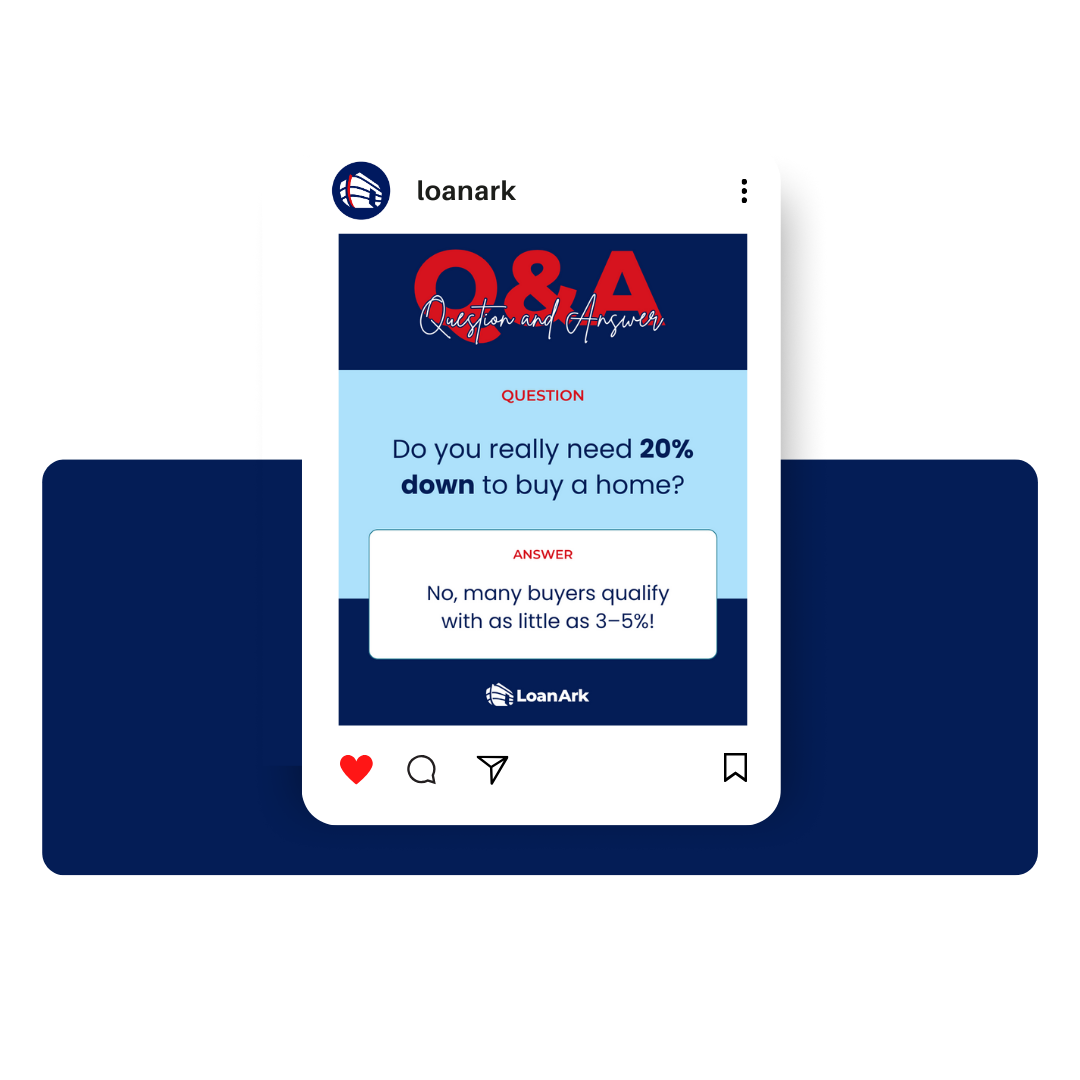 loanark
Q&A
Question and Answer
QUESTION
Do you really need 20%
down to buy a home?
ANSWER
No, many buyers qualify
with as little as 3–5%!
LoanArk